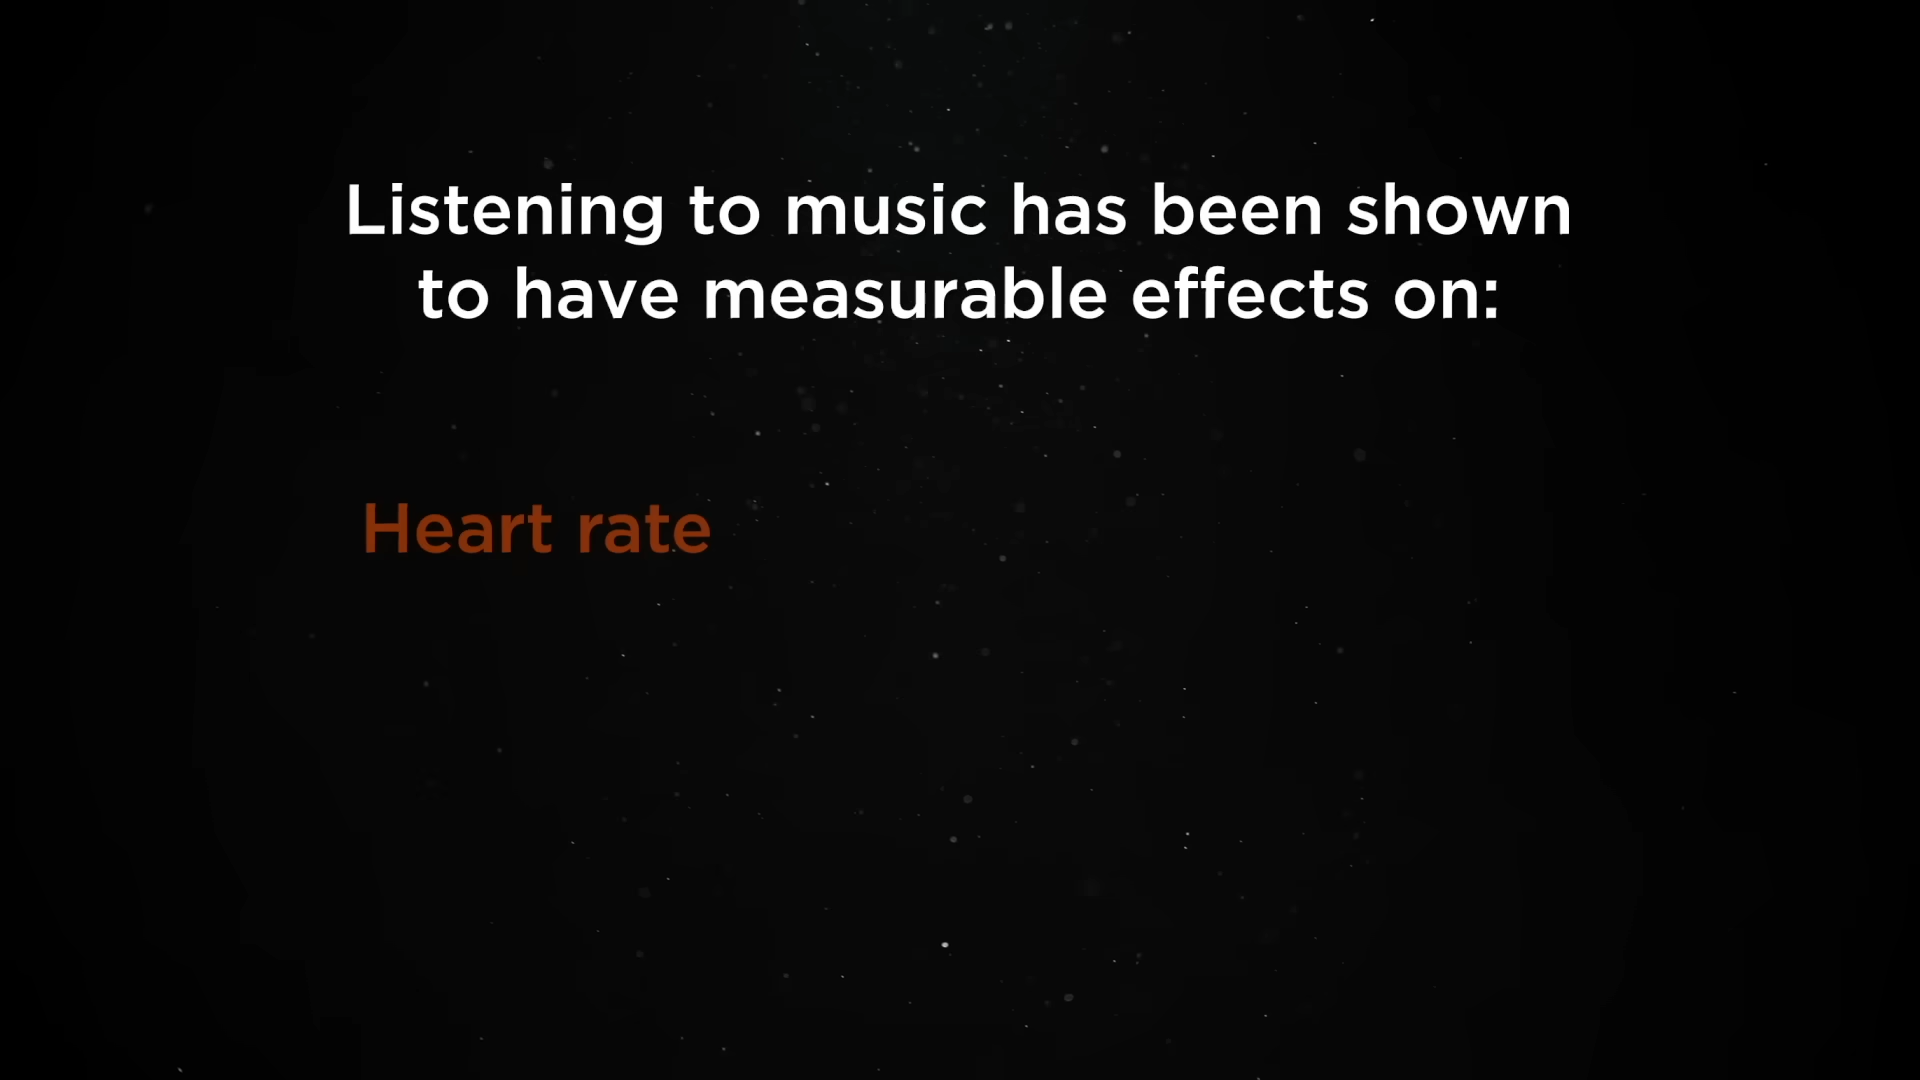 Listening to music has been shown
to have measurable effects on:
Heart rate